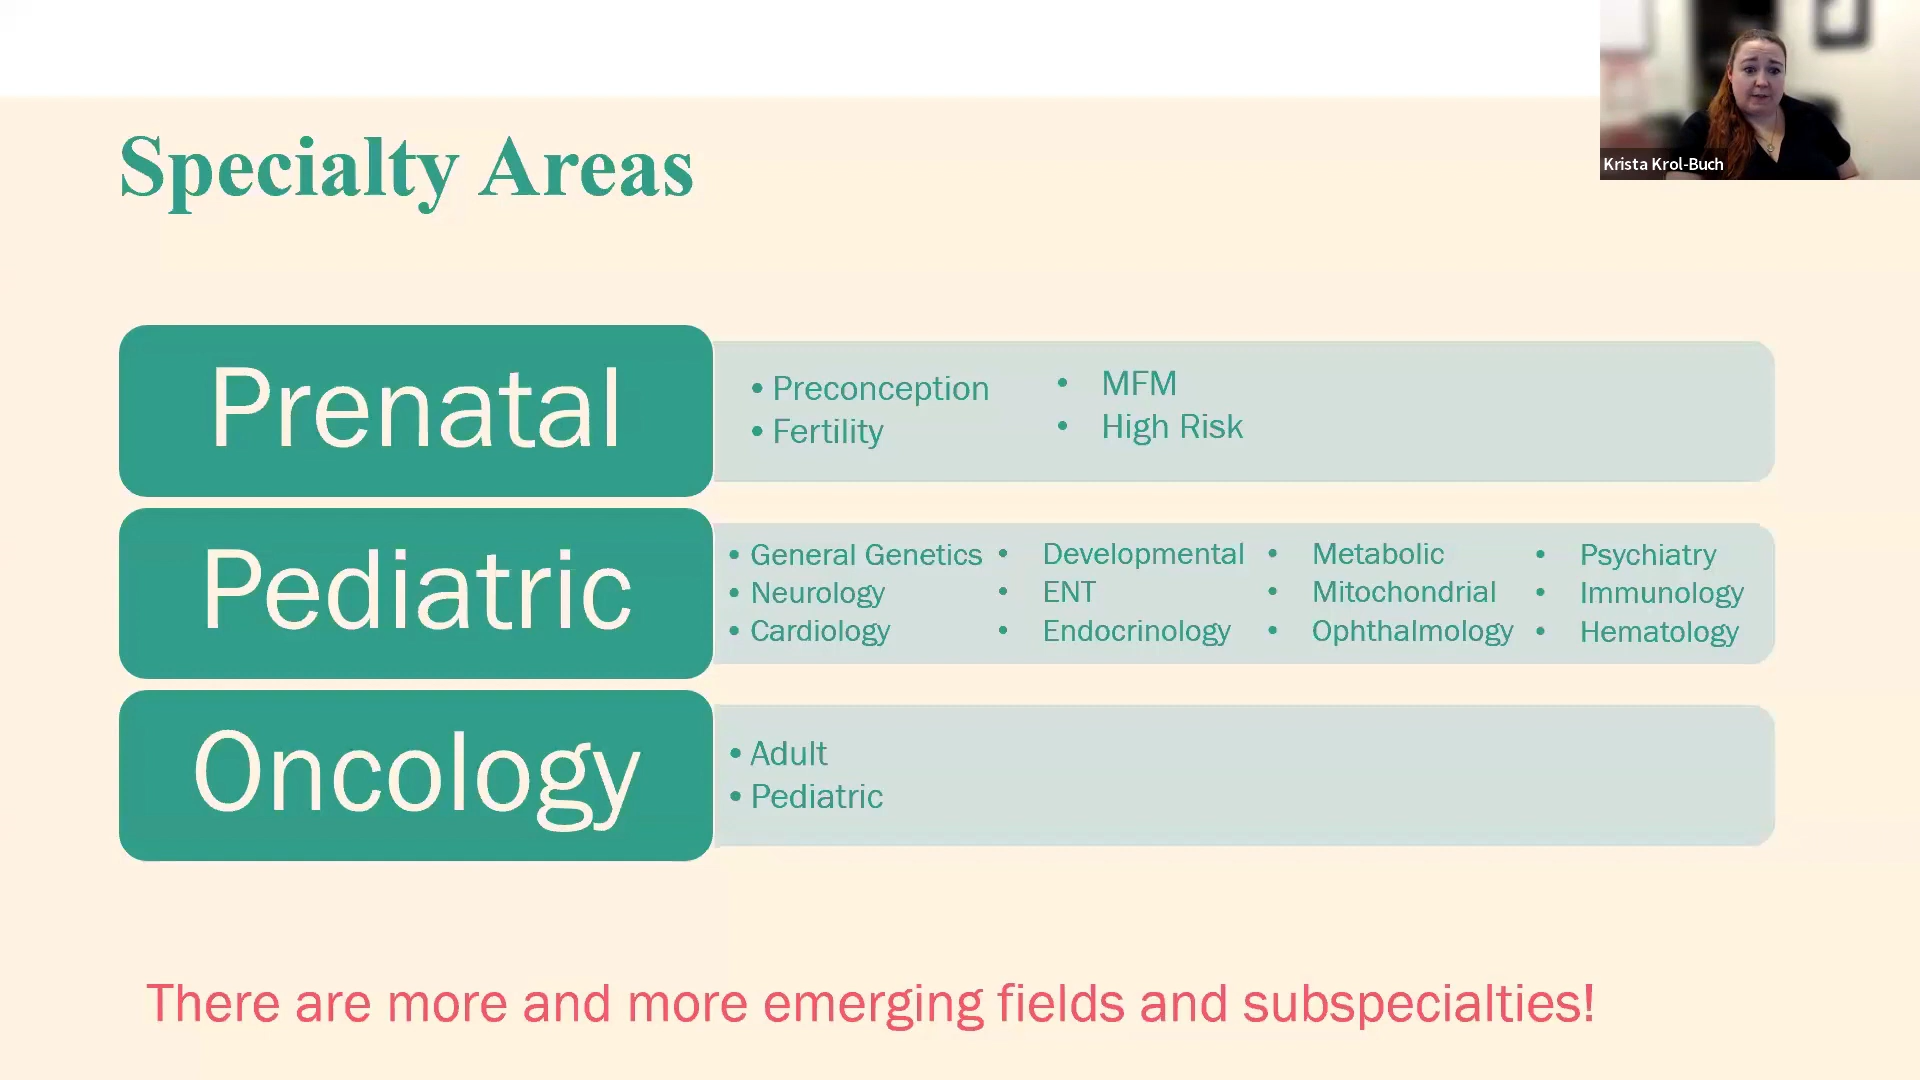 Specialty Areas
Krista Krol-Buch
Prenatal
• Preconception
• Fertility
• MFM
• High Risk
Pediatric
• General Genetics
• Neurology
• Cardiology
• Developmental
• ENT
• Endocrinology
• Metabolic
• Mitochondrial
• Ophthalmology
• Psychiatry
• Immunology
• Hematology
Oncology
• Adult
• Pediatric
There are more and more emerging fields and subspecialties!